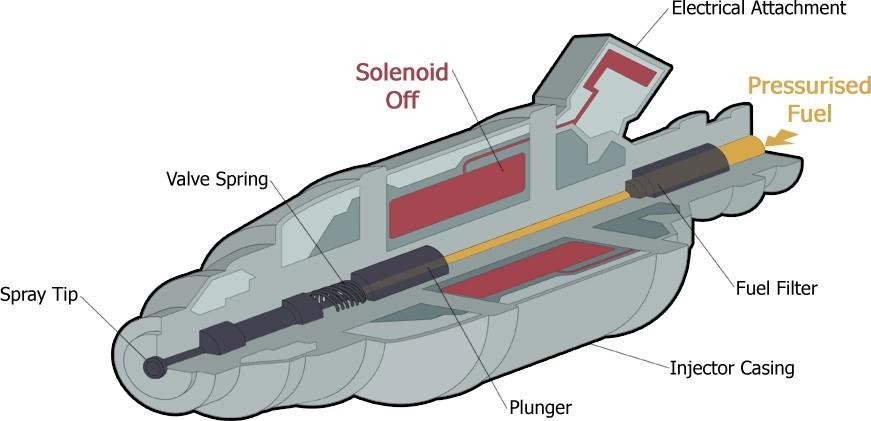 Electrical Attachment
Solenoid
Off
Pressurised
Fuel
Valve Spring
Spray Tip
Fuel Filter
Injector Casing
Plunger